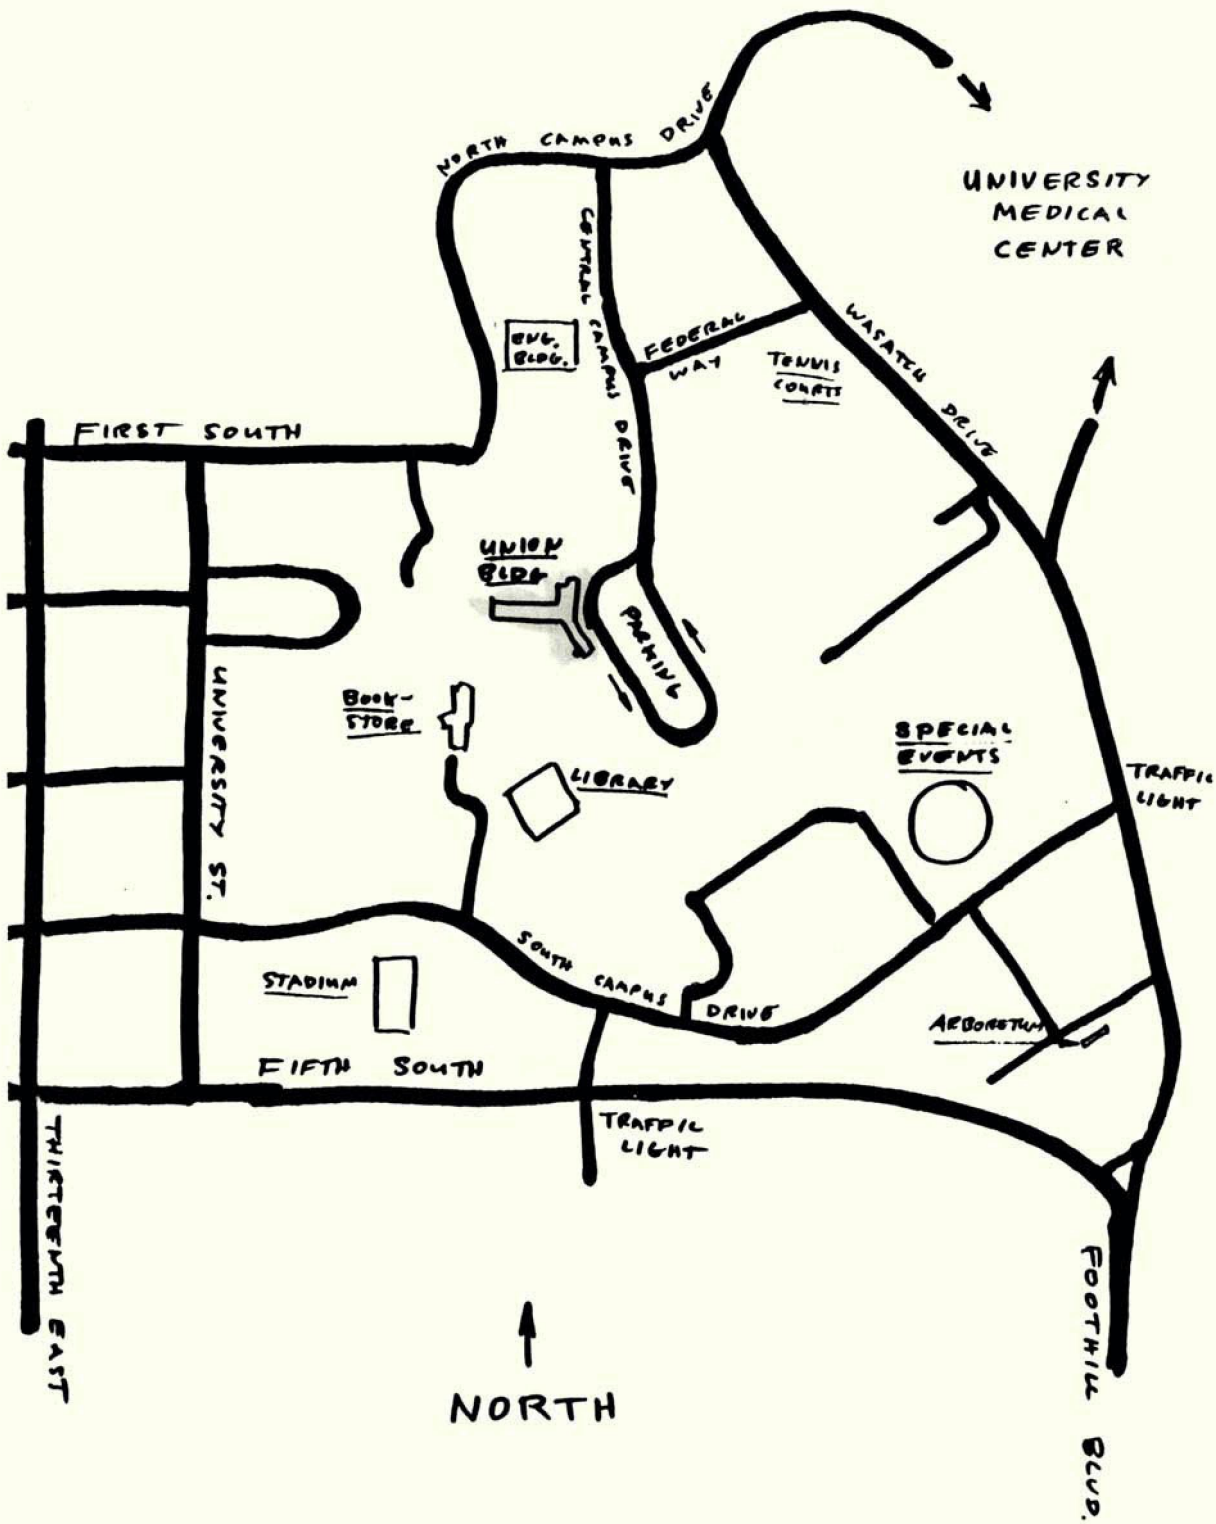 NORTH CAMPUS DRIVE
UNIVERSITY
MEDICAL
CENTER
CENTRAL CAMPUS DRIVE
ENG.
BLDG.
FEDERAL
WAY
TENNIS
COURTS
WASATCH DRIVE
FIRST SOUTH
UNION
BLDG
PARKING
UNIVERSITY ST.
BOOK-
STORE
LIBRARY
SPECIAL
EVENTS
TRAFFIC
LIGHT
SOUTH CAMPUS DRIVE
STADIUM
ARBORETUM
FIFTH SOUTH
TRAFFIC
LIGHT
THIRTEENTH EAST
FOOTHILL BLVD.
NORTH